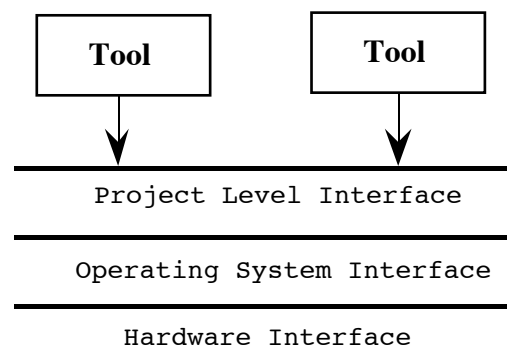 Tool
Tool
Project Level Interface
Operating System Interface
Hardware Interface